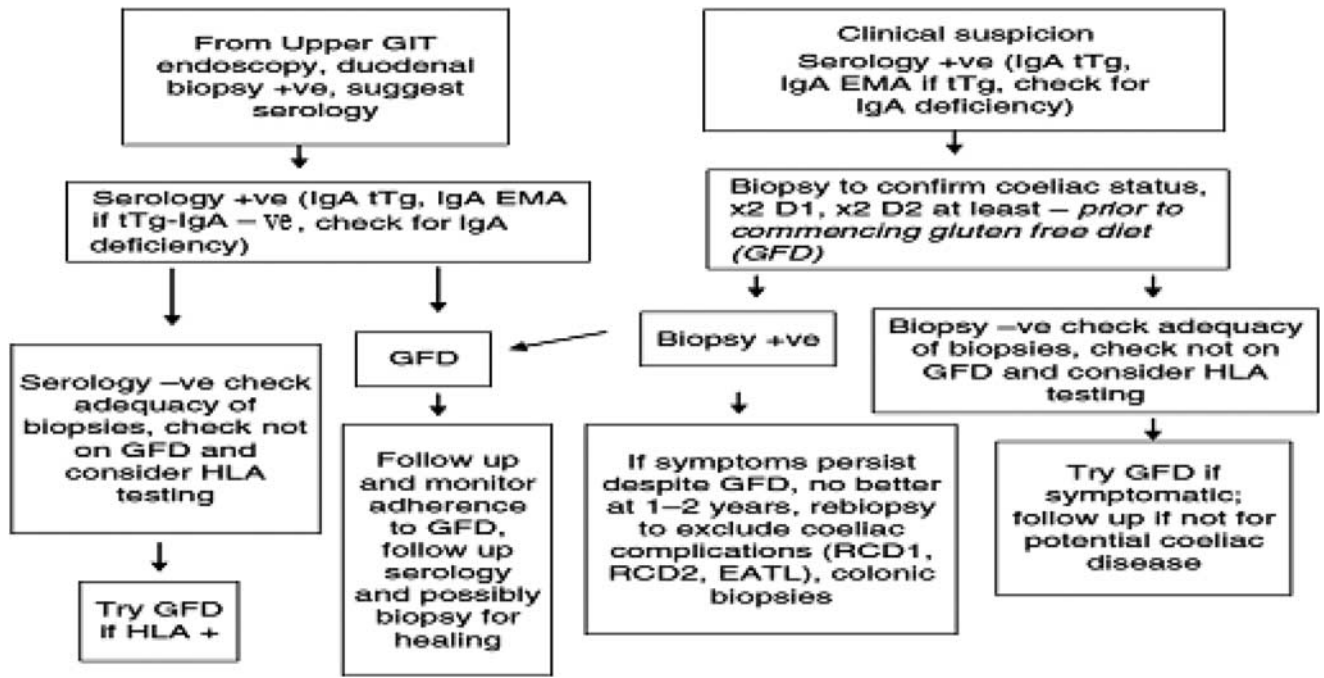 From Upper GIT
endoscopy, duodenal
biopsy +ve, suggest
serology
Clinical suspicion
Serology +ve (IgA tTg,
IgA EMA if tTg, check for
IgA deficiency)
Serology +ve (IgA tTg, IgA EMA
if tTg-IgA – ve, check for IgA
deficiency)
Biopsy to confirm coeliac status,
x2 D1, x2 D2 at least – prior to
commencing gluten free diet
(GFD)
Serology –ve check
adequacy of
biopsies, check not
on GFD and
consider HLA
testing
GFD
Biopsy +ve
Biopsy –ve check adequacy
of biopsies, check not on
GFD and consider HLA
testing
Try GFD
if HLA +
Follow up
and monitor
adherence
to GFD,
follow up
serology
and possibly
biopsy for
healing
If symptoms persist
despite GFD, no better
at 1–2 years, rebiopsy
to exclude coeliac
complications (RCD1,
RCD2, EATL), colonic
biopsies
Try GFD if
symptomatic;
follow up if not for
potential coeliac
disease